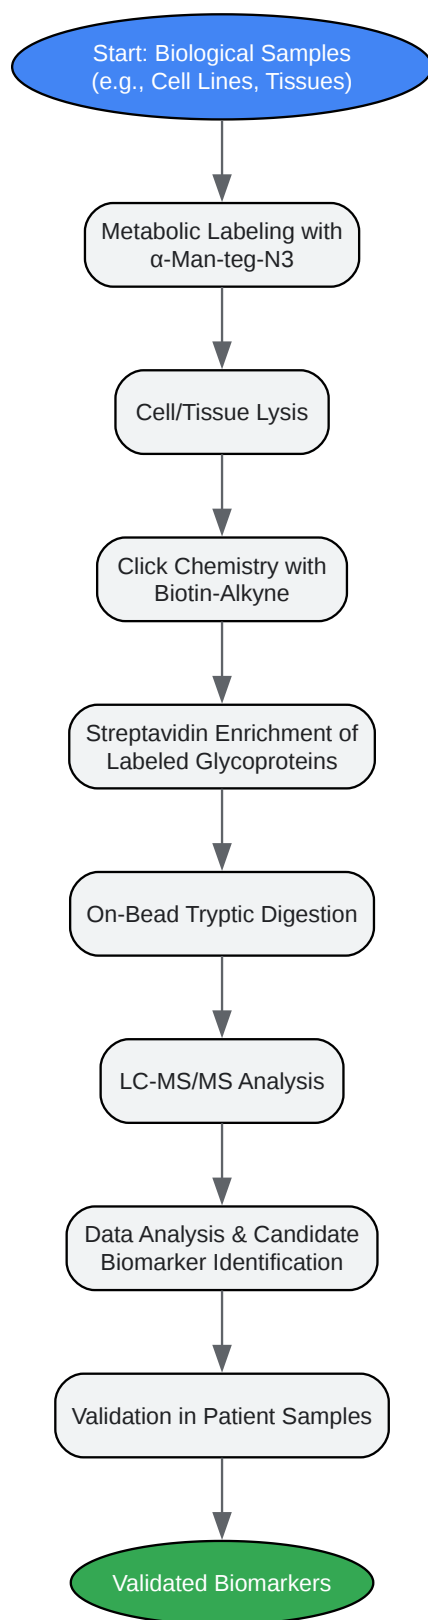 Start: Biological Samples
(e.g., Cell Lines, Tissues)
Metabolic Labeling with
α-Man-teg-N3
Cell/Tissue Lysis
Click Chemistry with
Biotin-Alkyne
Streptavidin Enrichment of
Labeled Glycoproteins
On-Bead Tryptic Digestion
LC-MS/MS Analysis
Data Analysis & Candidate
Biomarker Identification
Validation in Patient Samples
Validated Biomarkers